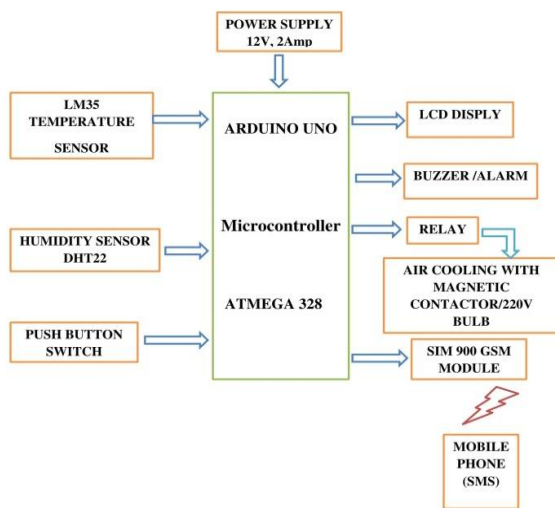 POWER SUPPLY
12V, 2Amp
LM35
TEMPERATURE
SENSOR
HUMIDITY SENSOR
DHT22
PUSH BUTTON
SWITCH
ARDUINO UNO
Microcontroller
ATMEGA 328
LCD DISPLY
BUZZER /ALARM
RELAY
AIR COOLING WITH
MAGNETIC
CONTACTOR/220V
BULB
SIM 900 GSM
MODULE
MOBILE
PHONE
(SMS)